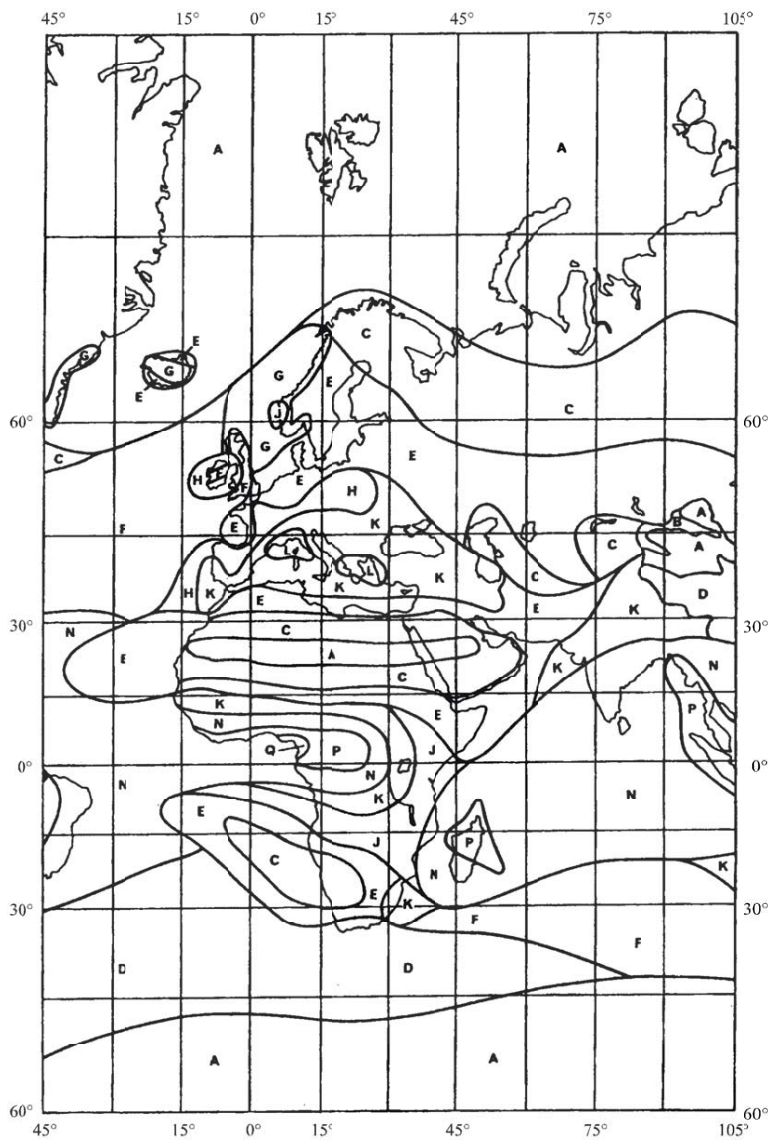 45° 15° 0° 15° 45° 75° 105°
A A
C
E
G G E
G
E J C
60° 60°
G
C E
H E F E
H
A
K B
F E C A
L
H K K K C D
E E K
30° 30°
N C
E A K N
C
K E P
N
Q P J
0° N 0°
N K N
E
J P
C N K
E K
30° F 30°
F
D D
A A
60° 60°
45° 15° 0° 15° 45° 75° 105°